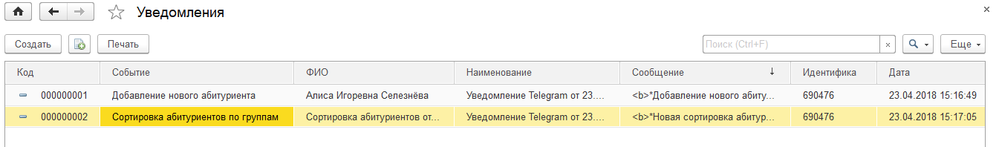 Уведомления
Создать Печать Поиск (Ctrl+F) Еще
Код Событие ФИО Наименование Сообщение Идентифика Дата
000000001 Добавление нового абитуриента Алиса Игоревна Селезнёва Уведомление Telegram от 23.... <b>*Добавление нового абиту... 690476 23.04.2018 15:16:49
000000002 Сортировка абитуриентов по группам Сортировка абитуриентов от... Уведомление Telegram от 23.... <b>*Новая сортировка абитур... 690476 23.04.2018 15:17:05